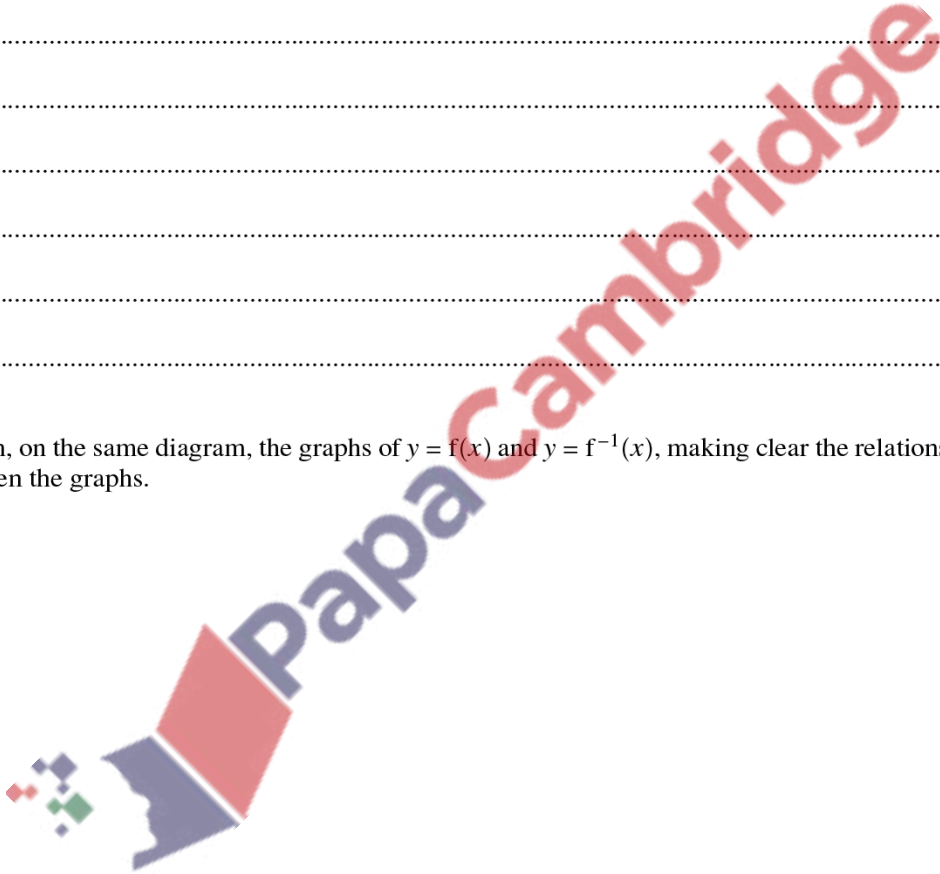 , on the same diagram, the graphs of y = f(x) and y = f⁻¹(x), making clear the relation
en the graphs.
PapaCambridge